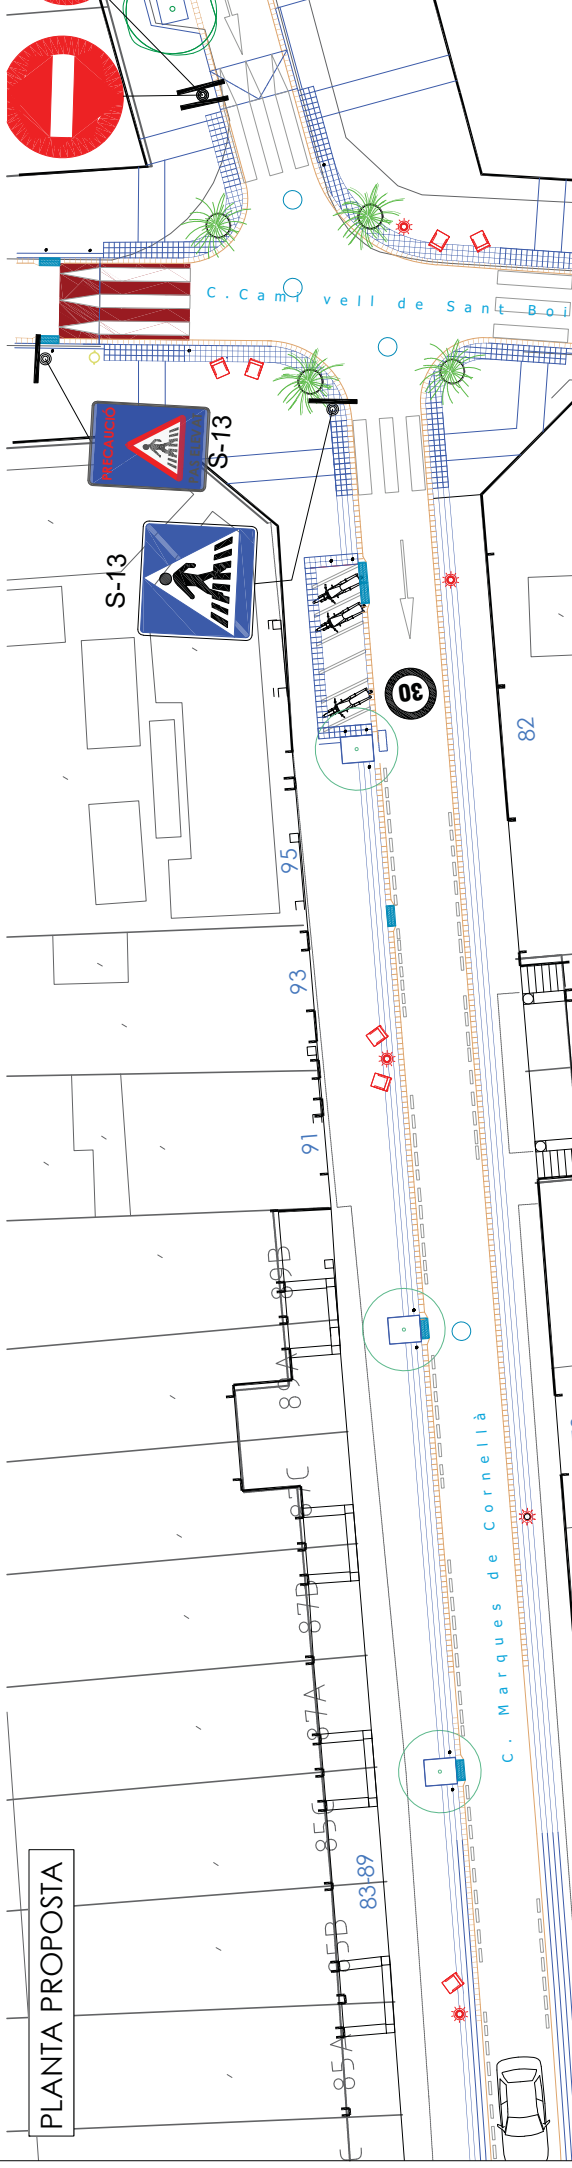 PRECAUCIÓ
S-13
S-13
C. Cami vell de Sant Boi
30
82
95
93
91
89B
89A
87C
87B
87A
85C
83-89
85B
85A
C. Marques de Cornellà
PLANTA PROPOSTA